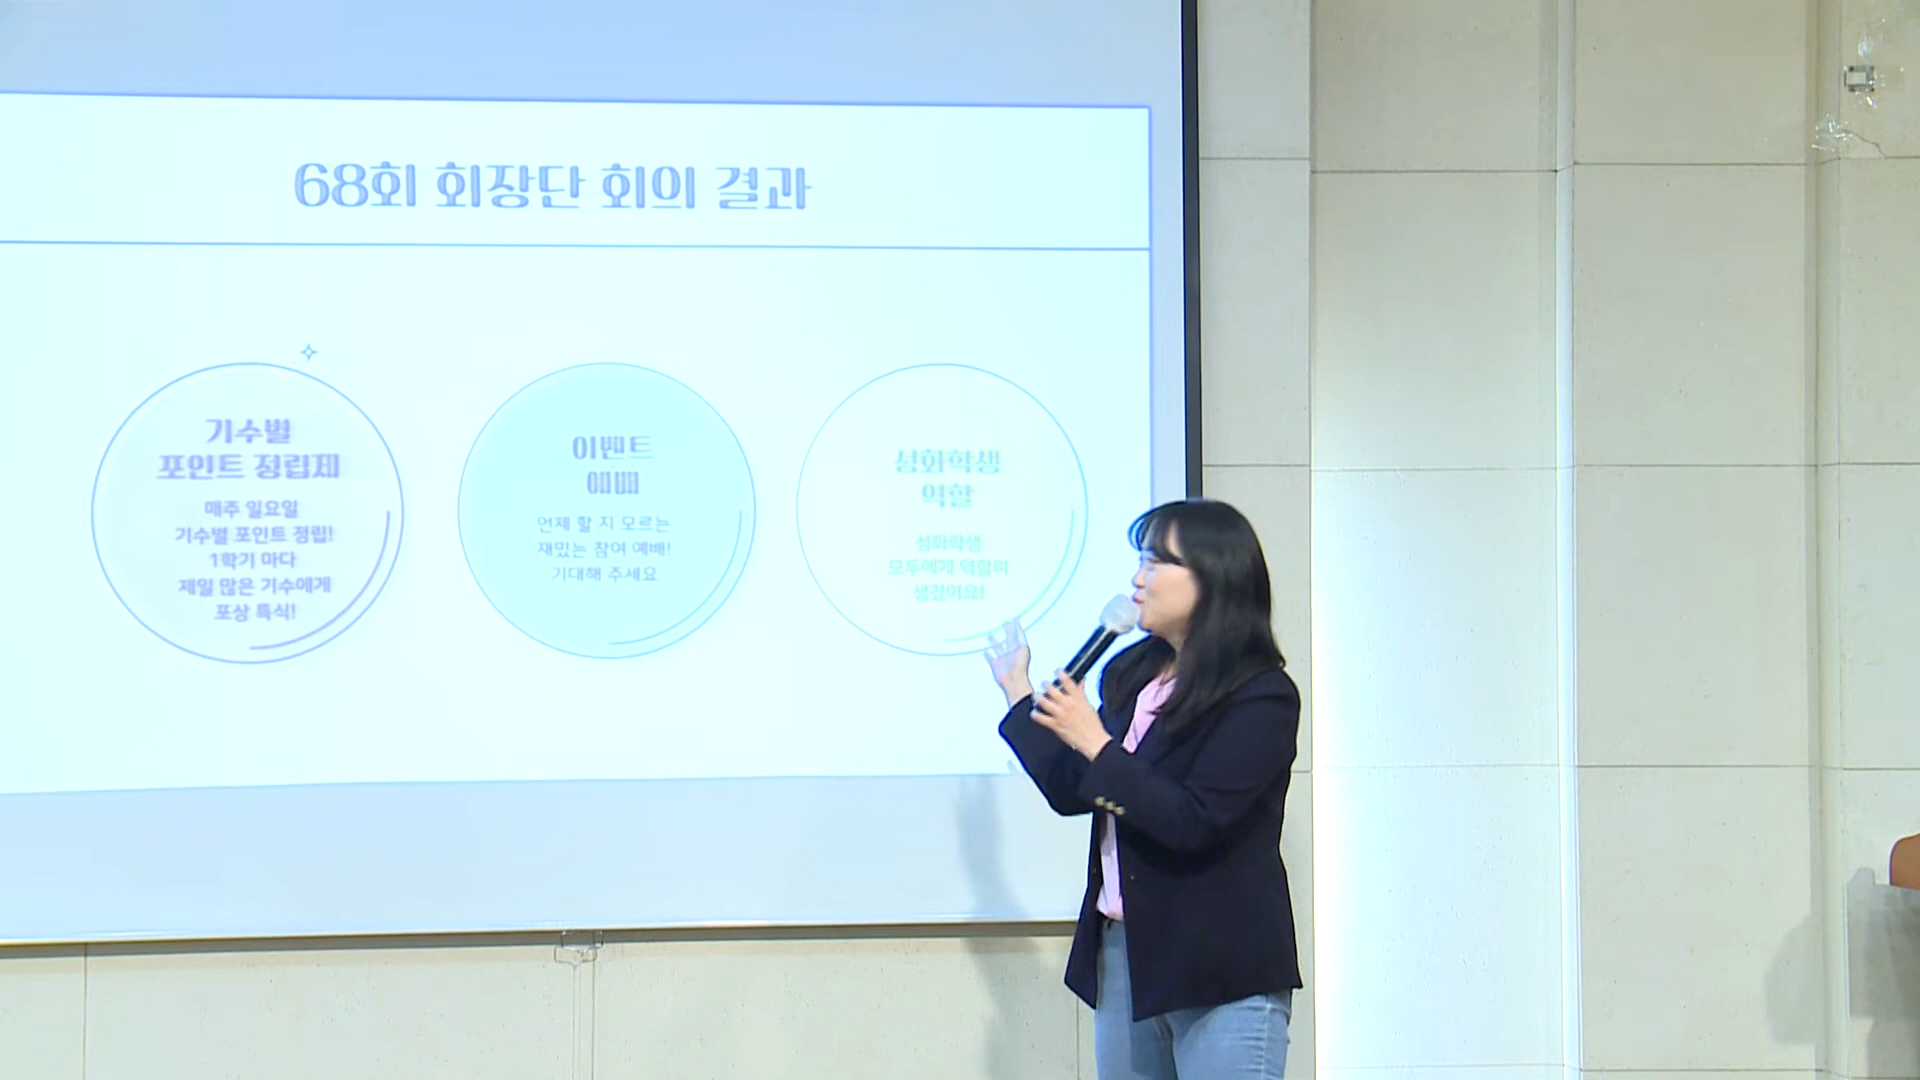 68회 회장단 회의 결과
기수별
포인트 정립제
매주 일요일
기수별 포인트 정립!
1학기 마다
제일 많은 기수에게
포상 특식!
이벤트
예배
언제 할 지 모르는
재밌는 참여 예배!
기대해 주세요
성화학생
역할
성화학생
모두에게 역할이
생겼어요!